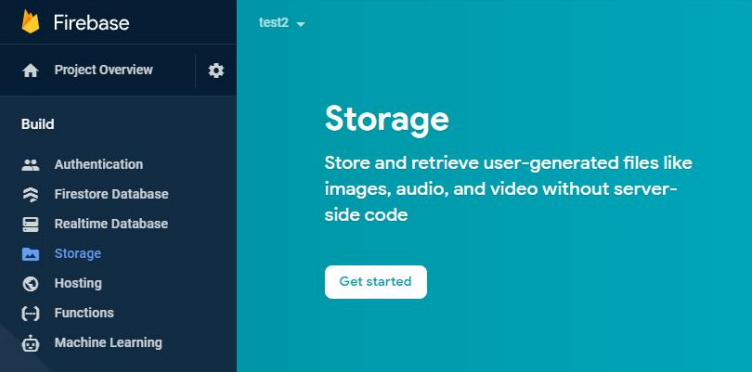 Firebase
test2
Project Overview
Build
Authentication
Firestore Database
Realtime Database
Storage
Hosting
Functions
Machine Learning
Storage
Store and retrieve user-generated files like
images, audio, and video without server-
side code
Get started